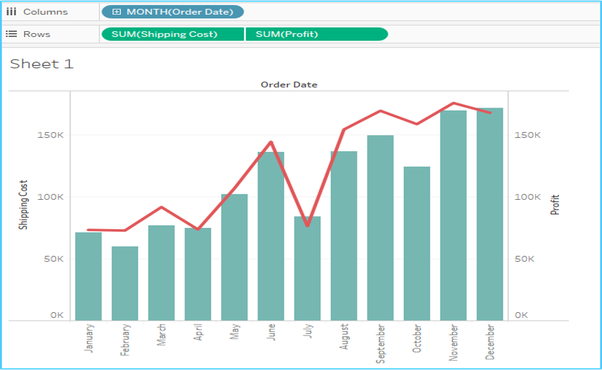 Columns MONTH(Order Date)
Rows SUM(Shipping Cost) SUM(Profit)
Sheet 1
Order Date
150K 150K
100K 100K
50K 50K
0K 0K
Shipping Cost
Profit
January February March April May June July August September October November December